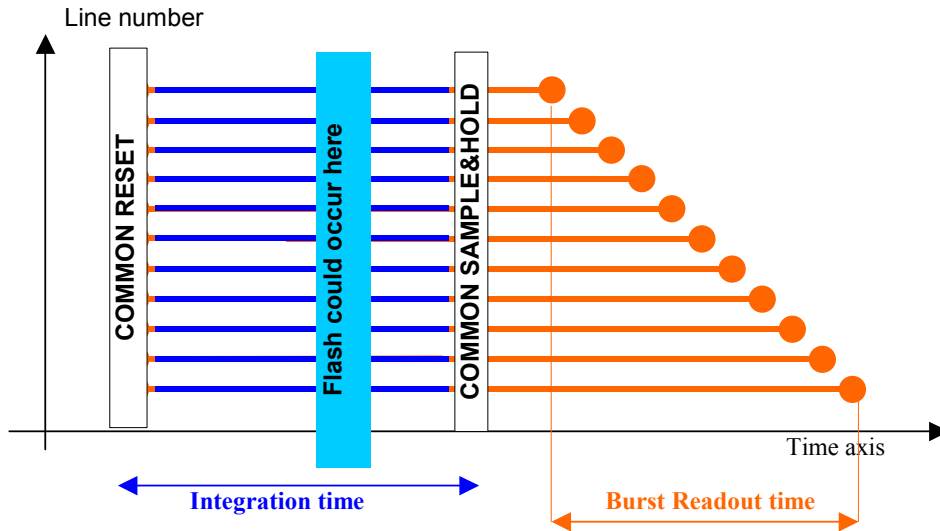 Line number
COMMON RESET
Flash could occur here
COMMON SAMPLE&HOLD
Time axis
Integration time
Burst Readout time